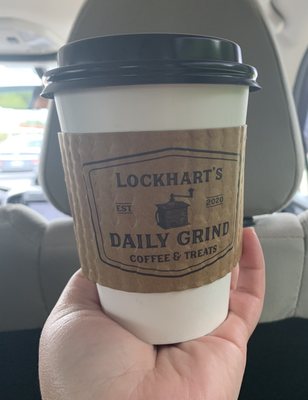 LOCKHART'S
EST 2020
DAILY GRIND
COFFEE & TREATS